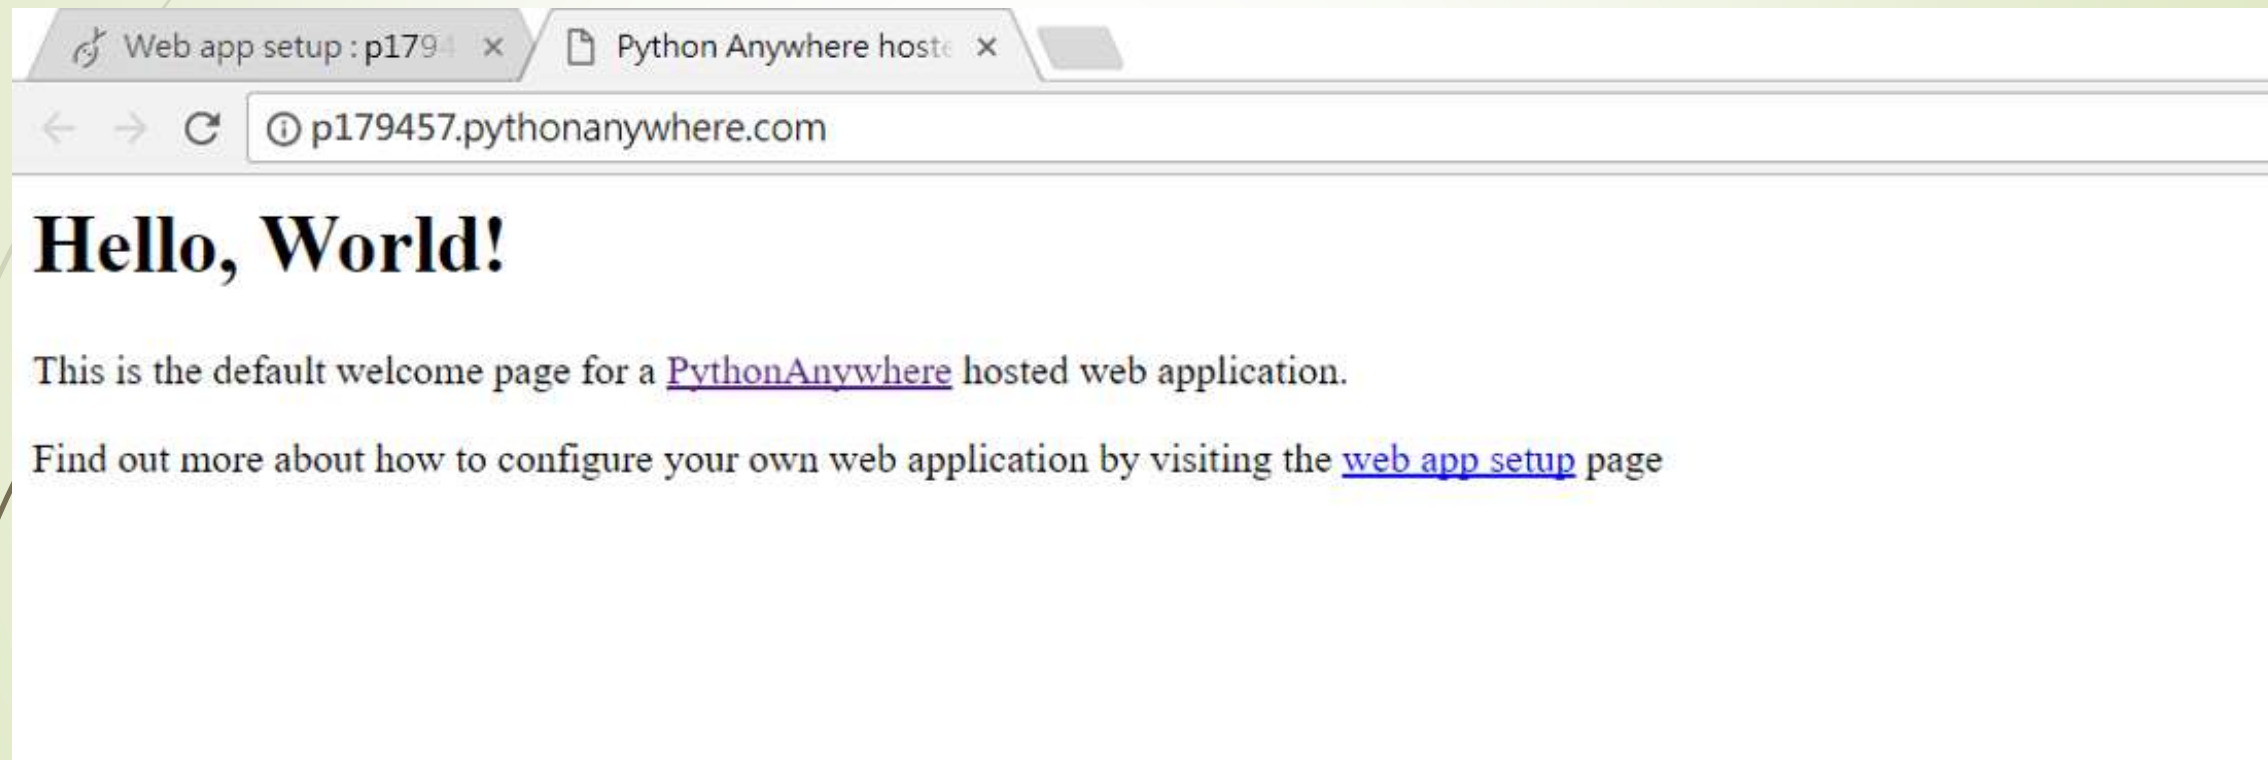 Web app setup : p1794
Python Anywhere hoste
p179457.pythonanywhere.com
Hello, World!
This is the default welcome page for a PythonAnywhere hosted web application.
Find out more about how to configure your own web application by visiting the web app setup page